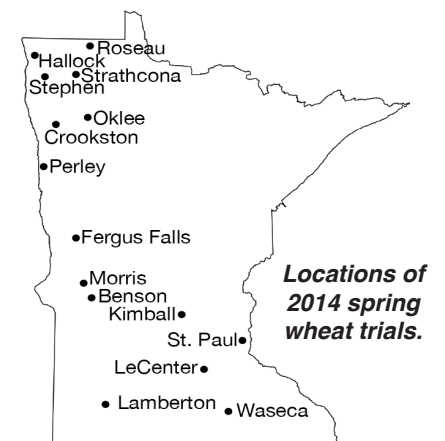 Roseau
Hallock
Strathcona
Stephen
Oklee
Crookston
Perley
Fergus Falls
Morris
Benson
Kimball
St. Paul
LeCenter
Lamberton
Waseca
Locations of
2014 spring
wheat trials.